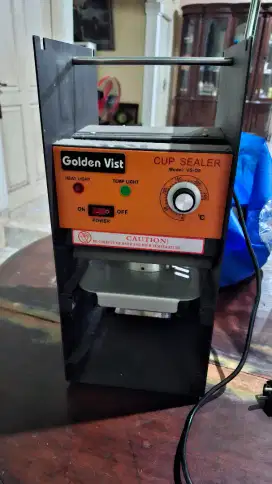 Golden Vist
CUP SEALER
HEAT LIGHT
TEMP LIGHT
ON
OFF
POWER
°C
CAUTION!